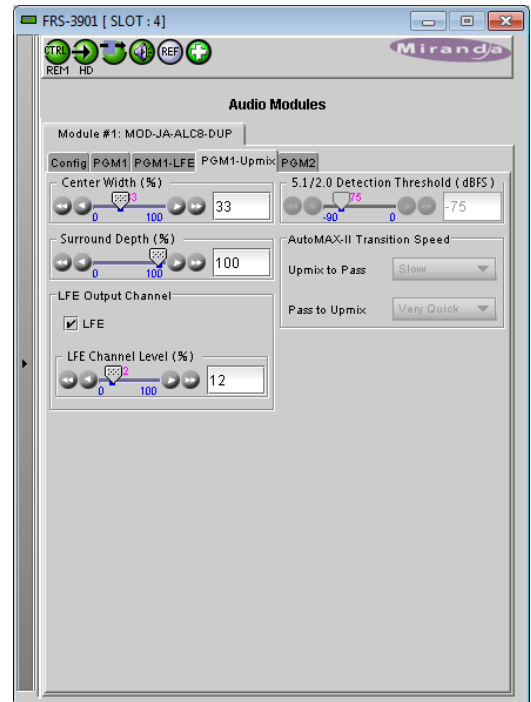 FRS-3901 [ SLOT : 4]
CTRL REF Miranda
REM HD
Audio Modules
Module #1: MOD-JA-ALC8-DUP
Config PGM1 PGM1-LFE PGM1-Upmix PGM2
Center Width (%)
33
0 100
Surround Depth (%)
100
0 100
LFE Output Channel
LFE
LFE Channel Level (%)
12
0 100
5.1/2.0 Detection Threshold ( dBFS )
75
-75
-90 0
AutoMAX-II Transition Speed
Upmix to Pass Slow
Pass to Upmix Very Quick